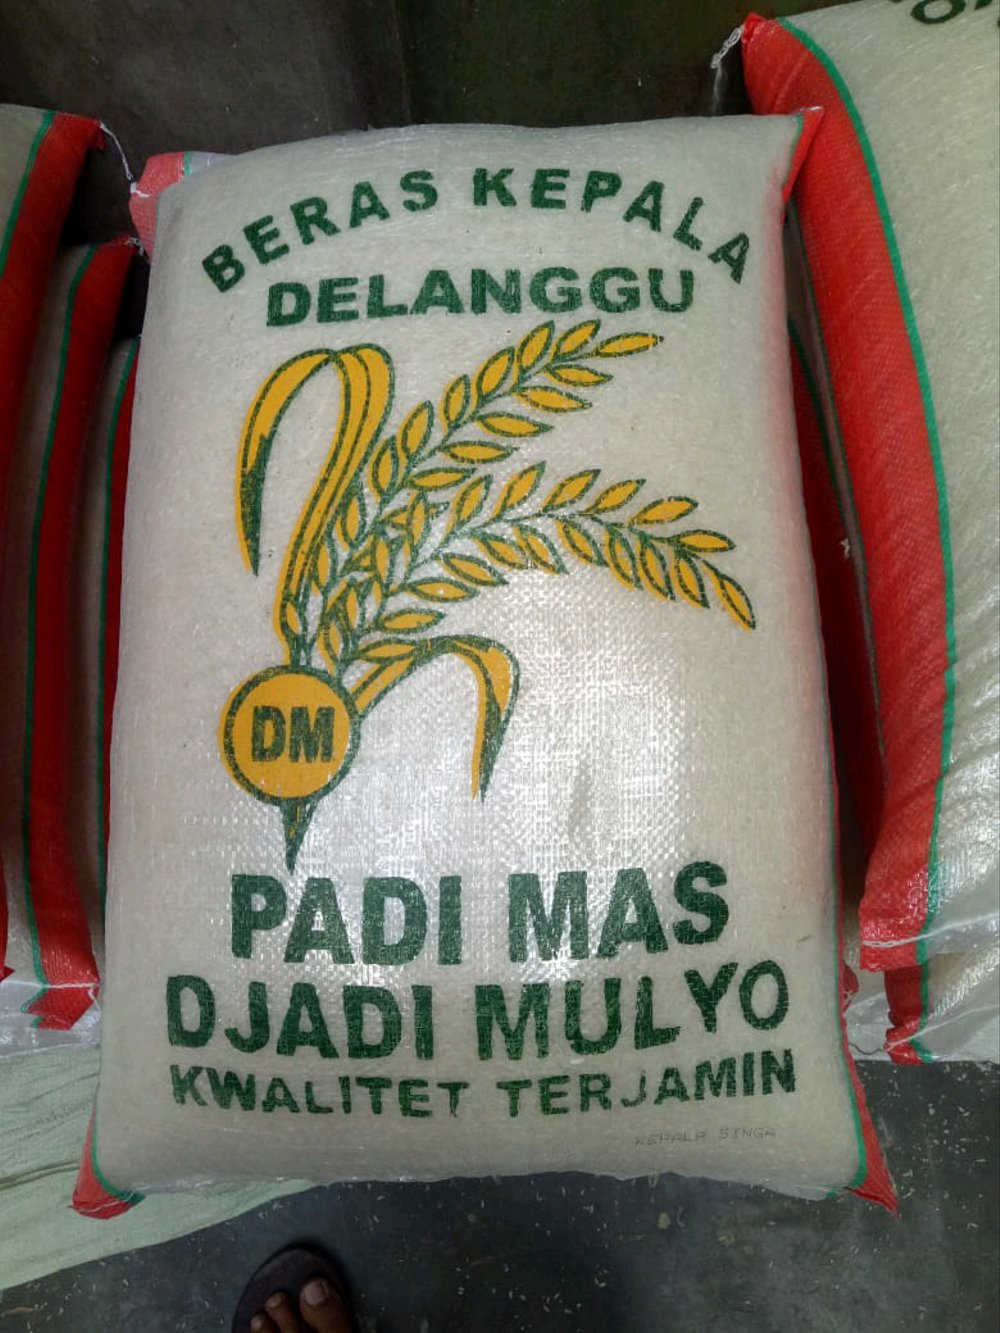 BERAS KEPALA
DELANGGU
DM
PADI MAS
DJADI MULYO
KWALITET TERJAMIN
KEPALA SINGA